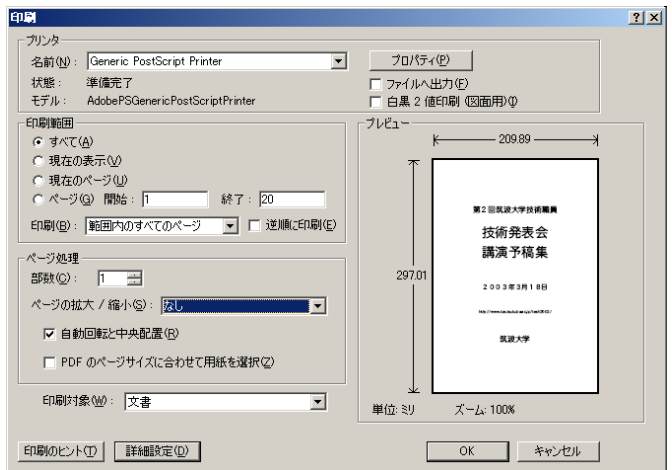 印刷
プリンタ
名前(N): Generic PostScript Printer
プロパティ(P)
状態: 準備完了
ファイルへ出力(F)
モデル: AdobePSGenericPostScriptPrinter
白黒 2 値印刷 (図面用)(I)
印刷範囲
すべて(A)
現在の表示(V)
現在のページ(U)
ページ(G) 開始: 1 終了: 20
印刷(B): 範囲内のすべてのページ 逆順に印刷(E)
ページ処理
部数(C): 1
ページの拡大 / 縮小(S): なし
自動回転と中央配置(R)
PDF のページサイズに合わせて用紙を選択(Z)
印刷対象(W): 文書
プレビュー
209.89
297.01
第2回筑波大学技術職員
技術発表会
講演予稿集
2003年3月18日
筑波大学
単位: ミリ ズーム: 100%
印刷のヒント(T) 詳細設定(D) OK キャンセル